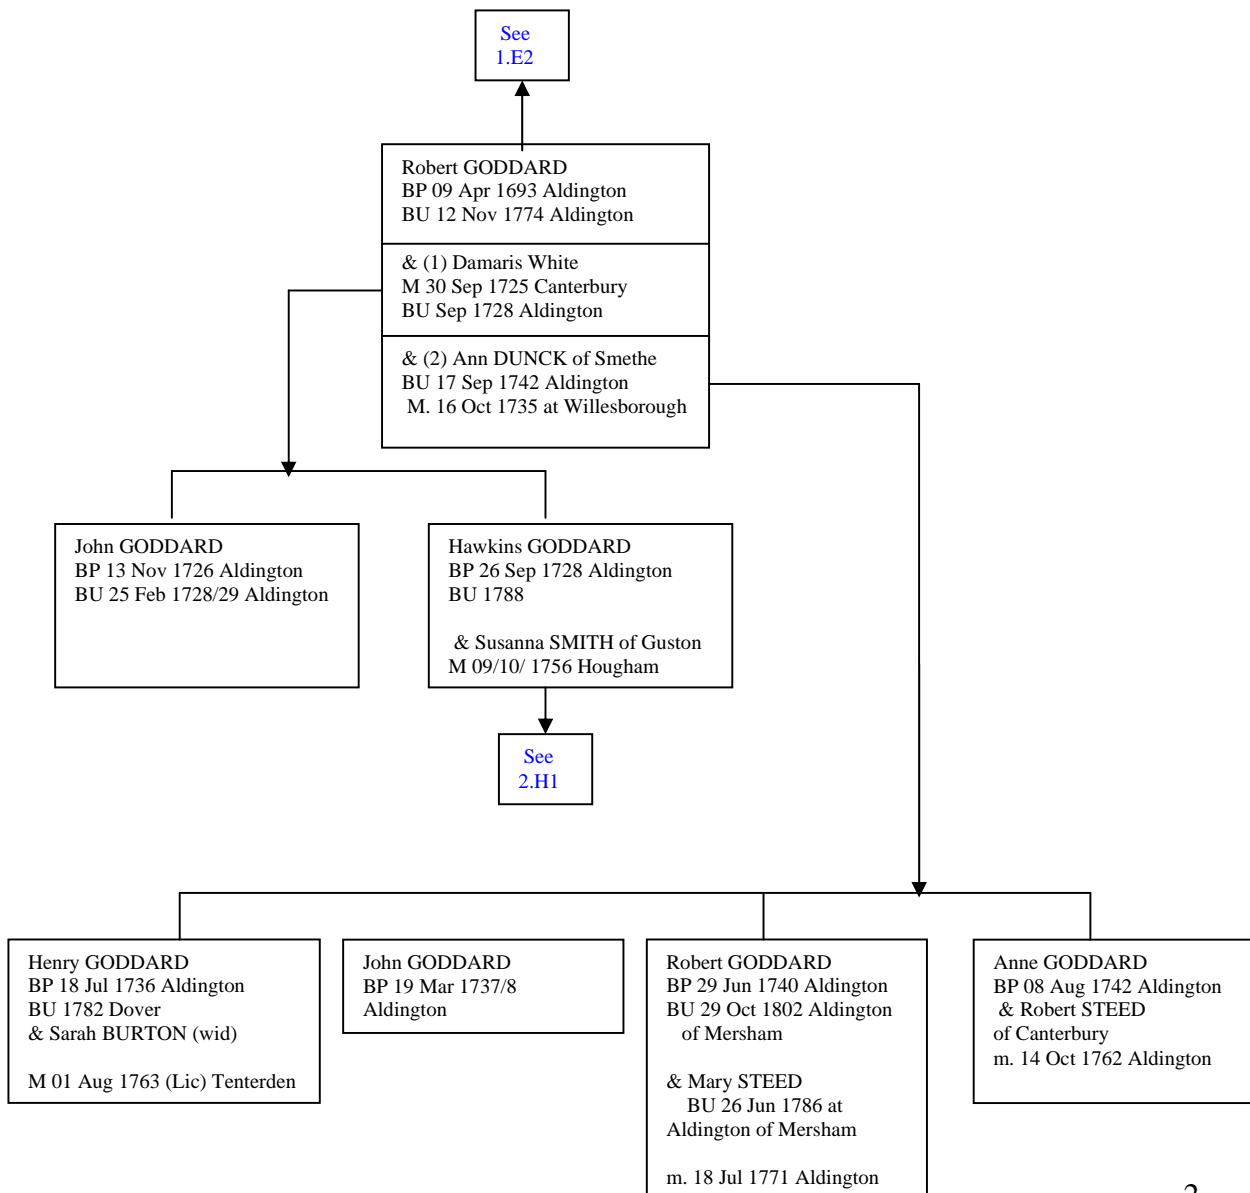 See
1.E2
Robert GODDARD
BP 09 Apr 1693 Aldington
BU 12 Nov 1774 Aldington
& (1) Damaris White
M 30 Sep 1725 Canterbury
BU Sep 1728 Aldington
& (2) Ann DUNCK of Smethe
BU 17 Sep 1742 Aldington
M. 16 Oct 1735 at Willesborough
John GODDARD
BP 13 Nov 1726 Aldington
BU 25 Feb 1728/29 Aldington
Hawkins GODDARD
BP 26 Sep 1728 Aldington
BU 1788
& Susanna SMITH of Guston
M 09/10/ 1756 Hougham
See
2.H1
Henry GODDARD
BP 18 Jul 1736 Aldington
BU 1782 Dover
& Sarah BURTON (wid)
M 01 Aug 1763 (Lic) Tenterden
John GODDARD
BP 19 Mar 1737/8
Aldington
Robert GODDARD
BP 29 Jun 1740 Aldington
BU 29 Oct 1802 Aldington
of Mersham
& Mary STEED
BU 26 Jun 1786 at
Aldington of Mersham
m. 18 Jul 1771 Aldington
Anne GODDARD
BP 08 Aug 1742 Aldington
& Robert STEED
of Canterbury
m. 14 Oct 1762 Aldington